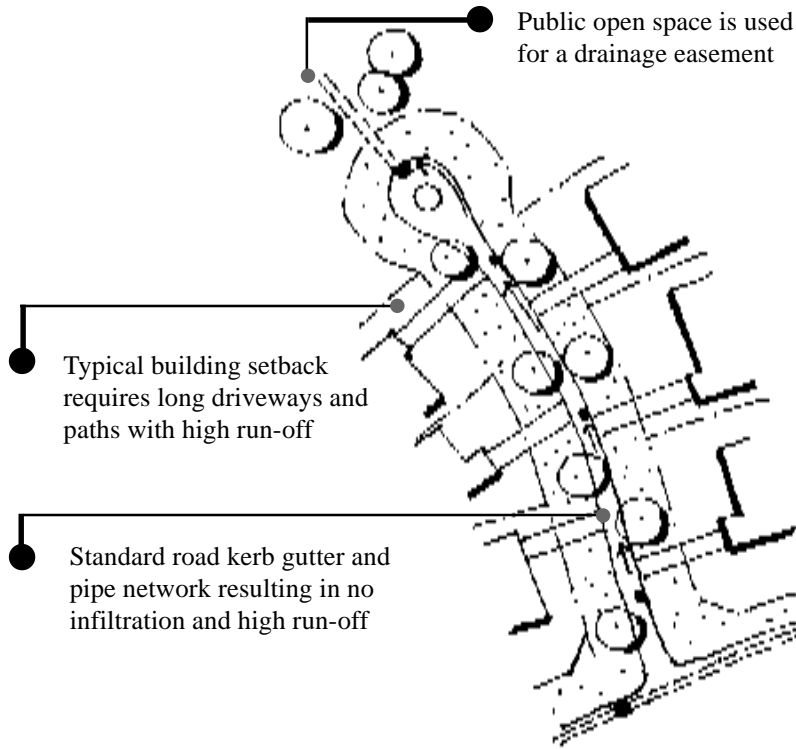 Public open space is used
for a drainage easement
Typical building setback
requires long driveways and
paths with high run-off
Standard road kerb gutter and
pipe network resulting in no
infiltration and high run-off